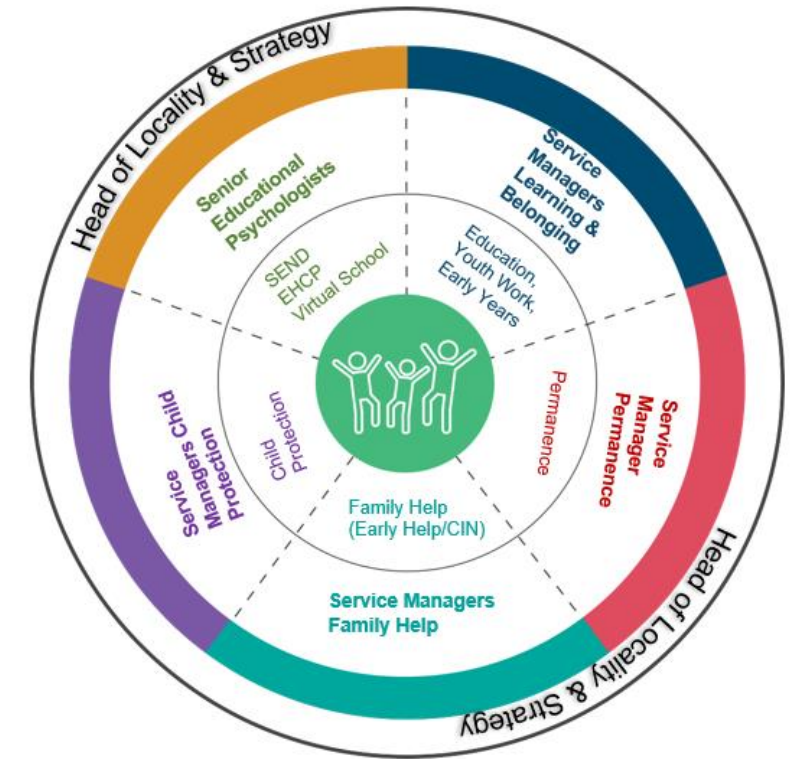 Head of Locality & Strategy
Senior
Educational
Psychologists
SEND
EHCP
Virtual School
Service
Managers
Learning &
Belonging
Education,
Youth Work,
Early Years
Service
Manager
Permanence
Permanence
Service
Managers Child
Protection
Child
Protection
Family Help
(Early Help/CIN)
Service Managers
Family Help
Head of Locality & Strategy